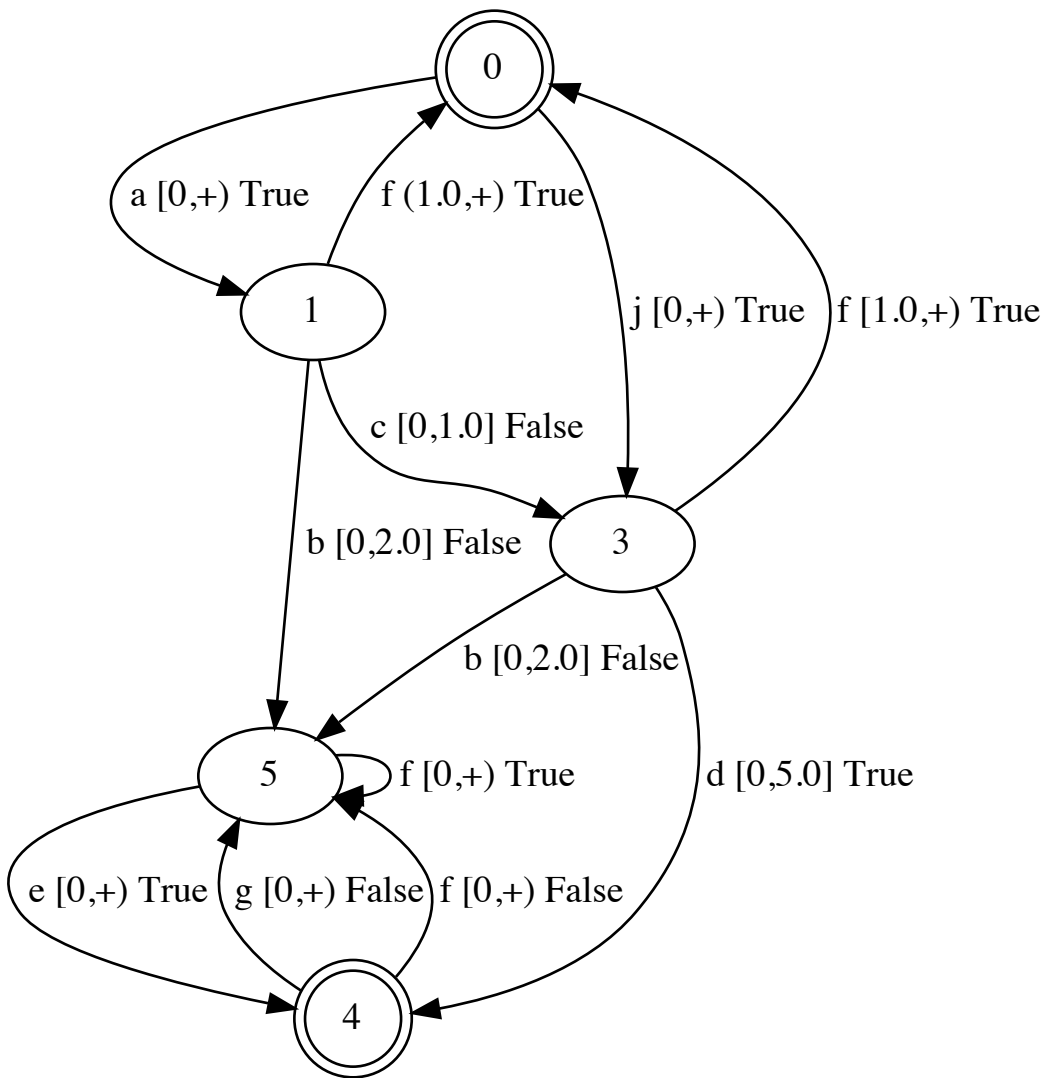 0
a [0,+) True
f (1.0,+) True
1
j [0,+) True
f [1.0,+) True
c [0,1.0] False
b [0,2.0] False
3
b [0,2.0] False
5
f [0,+) True
d [0,5.0] True
e [0,+) True
g [0,+) False
f [0,+) False
4